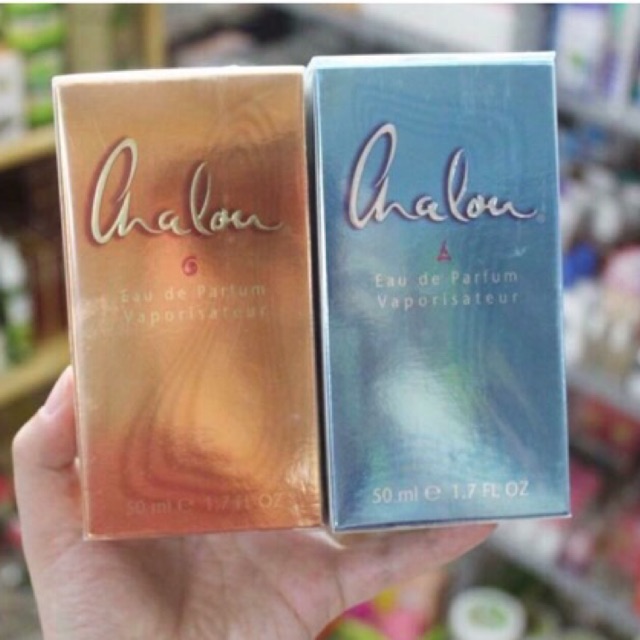 Chalou
6
Eau de Parfum
Vaporisateur
50 ml e 1.7 FL OZ
Chalou
Eau de Parfum
Vaporisateur
50 ml e 1.7 FL OZ